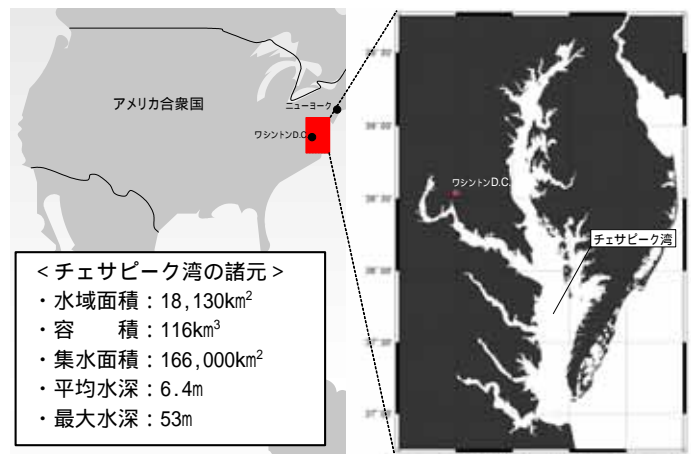 アメリカ合衆国
ニューヨーク
ワシントンD.C
<チェサピーク湾の諸元>
・水域面積：18,130km²
・容　　積：116km³
・集水面積：166,000km²
・平均水深：6.4m
・最大水深：53m
ワシントンD.C.
チェサピーク湾